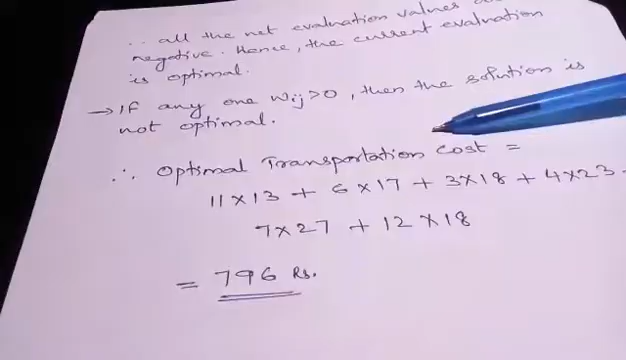 ∴ all the net evaluation values
negative. Hence, the current evaluation
is optimal.
→ If any one Wij>0, then the solution is
not optimal.
∴ Optimal Transportation cost =
11×13 + 6×17 + 3×18 + 4×23 +
7×27 + 12×18
= 796 Rs.